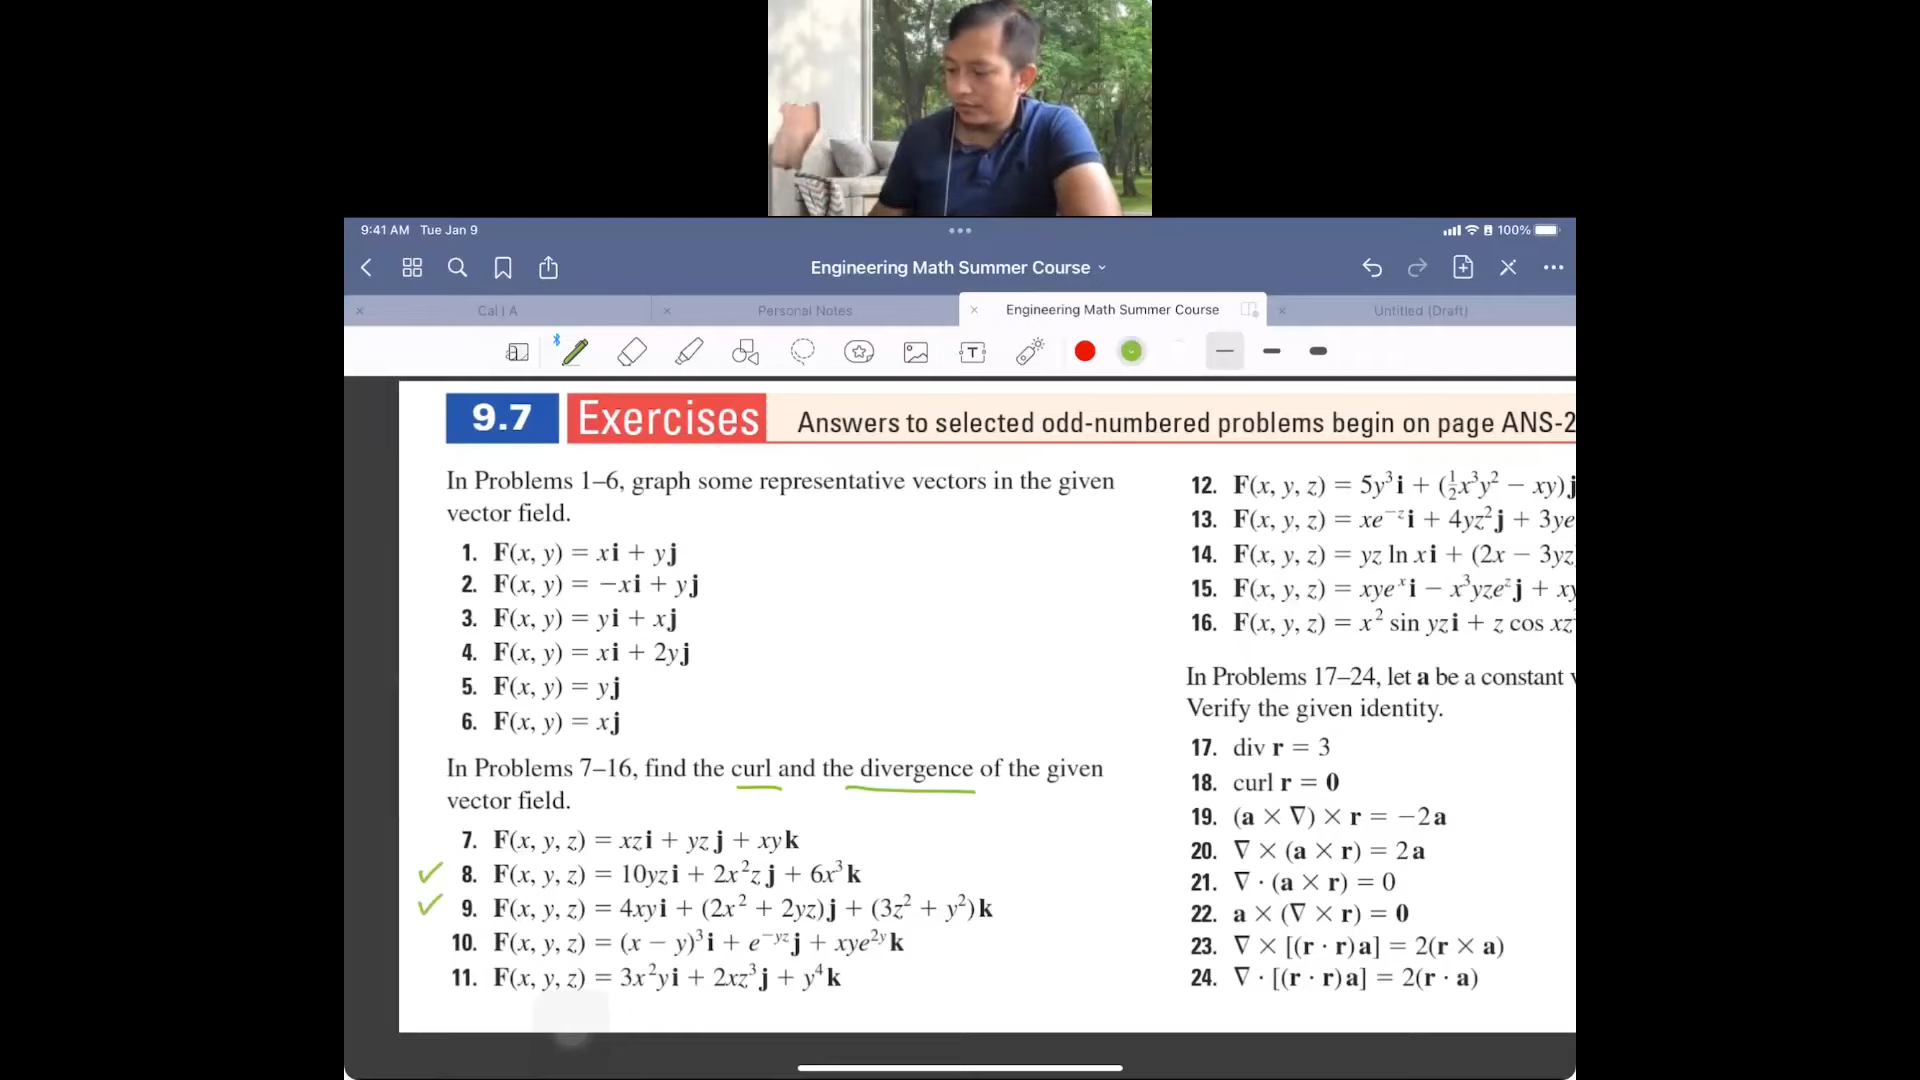 9:41 AM Tue Jan 9
100%
Engineering Math Summer Course
Cal I A
Personal Notes
Engineering Math Summer Course
Untitled (Draft)
9.7 Exercises Answers to selected odd-numbered problems begin on page ANS-2
In Problems 1–6, graph some representative vectors in the given
vector field.
1. F(x, y) = xi + yj
2. F(x, y) = −xi + yj
3. F(x, y) = yi + xj
4. F(x, y) = xi + 2yj
5. F(x, y) = yj
6. F(x, y) = xj
In Problems 7–16, find the curl and the divergence of the given
vector field.
7. F(x, y, z) = xzi + yzj + xyk
8. F(x, y, z) = 10yzi + 2x²zj + 6x³k
9. F(x, y, z) = 4xyi + (2x² + 2yz)j + (3z² + y²)k
10. F(x, y, z) = (x − y)³i + e⁻ʸᶻj + xye²ʸk
11. F(x, y, z) = 3x²yi + 2xz³j + y⁴k
12. F(x, y, z) = 5y³i + (½x³y² − xy)j
13. F(x, y, z) = xe⁻ᶻi + 4yz²j + 3ye
14. F(x, y, z) = yz ln xi + (2x − 3yz
15. F(x, y, z) = xyeˣi − x³yzeᶻj + xy
16. F(x, y, z) = x² sin yzi + z cos xz
In Problems 17–24, let a be a constant
Verify the given identity.
17. div r = 3
18. curl r = 0
19. (a × ∇) × r = −2a
20. ∇ × (a × r) = 2a
21. ∇ · (a × r) = 0
22. a × (∇ × r) = 0
23. ∇ × [(r · r)a] = 2(r × a)
24. ∇ · [(r · r)a] = 2(r · a)